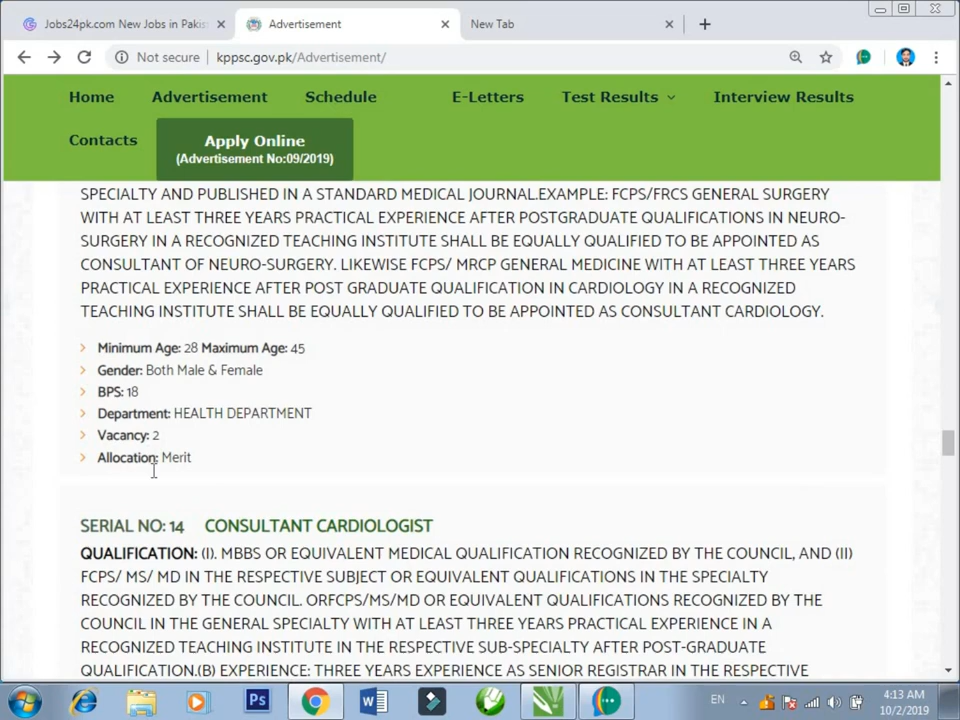 Jobs24pk.com New Jobs in Pakis
Advertisement
New Tab
Not secure
kppsc.gov.pk/Advertisement/
Home
Advertisement
Schedule
E-Letters
Test Results
Interview Results
Contacts
Apply Online
(Advertisement No:09/2019)
SPECIALTY AND PUBLISHED IN A STANDARD MEDICAL JOURNAL.EXAMPLE: FCPS/FRCS GENERAL SURGERY
WITH AT LEAST THREE YEARS PRACTICAL EXPERIENCE AFTER POSTGRADUATE QUALIFICATIONS IN NEURO-
SURGERY IN A RECOGNIZED TEACHING INSTITUTE SHALL BE EQUALLY QUALIFIED TO BE APPOINTED AS
CONSULTANT OF NEURO-SURGERY. LIKEWISE FCPS/ MRCP GENERAL MEDICINE WITH AT LEAST THREE YEARS
PRACTICAL EXPERIENCE AFTER POST GRADUATE QUALIFICATION IN CARDIOLOGY IN A RECOGNIZED
TEACHING INSTITUTE SHALL BE EQUALLY QUALIFIED TO BE APPOINTED AS CONSULTANT CARDIOLOGY.
Minimum Age: 28 Maximum Age: 45
Gender: Both Male & Female
BPS: 18
Department: HEALTH DEPARTMENT
Vacancy: 2
Allocation: Merit
SERIAL NO: 14 CONSULTANT CARDIOLOGIST
QUALIFICATION: (I). MBBS OR EQUIVALENT MEDICAL QUALIFICATION RECOGNIZED BY THE COUNCIL, AND (II)
FCPS/ MS/ MD IN THE RESPECTIVE SUBJECT OR EQUIVALENT QUALIFICATIONS IN THE SPECIALTY
RECOGNIZED BY THE COUNCIL. ORFCPS/MS/MD OR EQUIVALENT QUALIFICATIONS RECOGNIZED BY THE
COUNCIL IN THE GENERAL SPECIALTY WITH AT LEAST THREE YEARS PRACTICAL EXPERIENCE IN A
RECOGNIZED TEACHING INSTITUTE IN THE RESPECTIVE SUB-SPECIALTY AFTER POST-GRADUATE
QUALIFICATION.(B) EXPERIENCE: THREE YEARS EXPERIENCE AS SENIOR REGISTRAR IN THE RESPECTIVE
Ps
W
EN
4:13 AM
10/2/2019